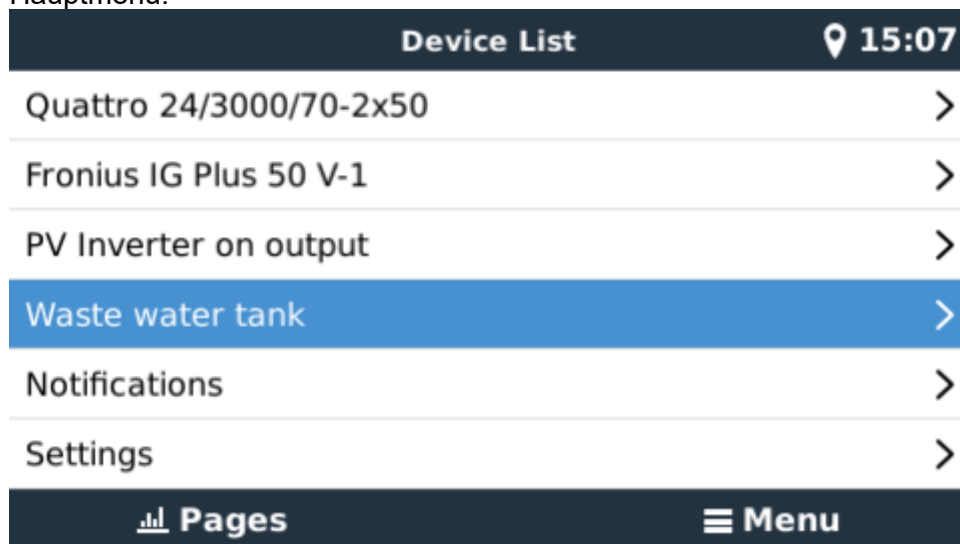 Hauptmenü:
Device List 15:07
Quattro 24/3000/70-2x50
Fronius IG Plus 50 V-1
PV Inverter on output
Waste water tank
Notifications
Settings
Pages Menu